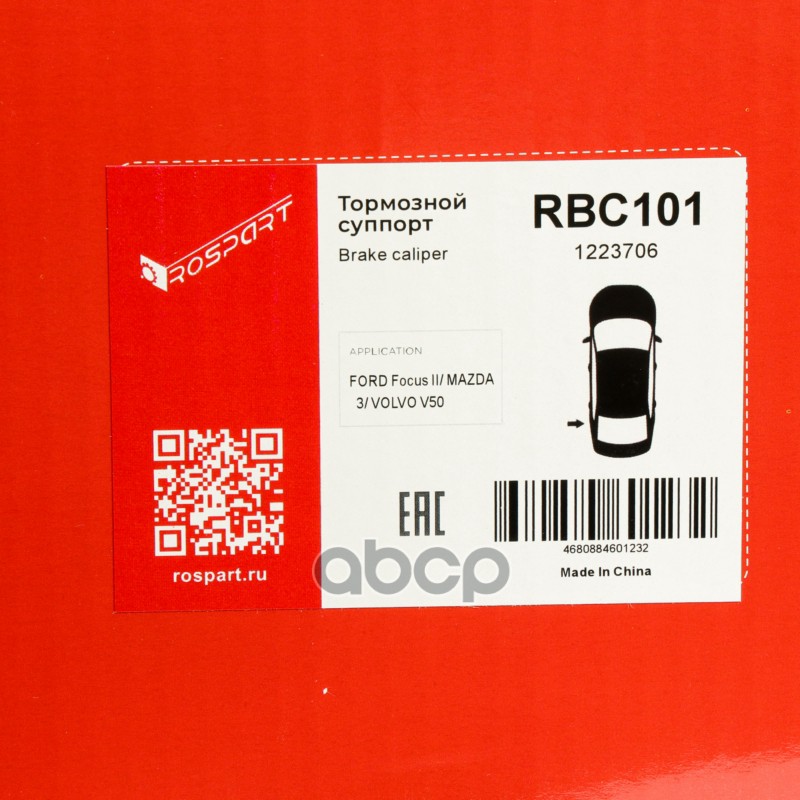 ROSPART
Тормозной
суппорт
Brake caliper
RBC101
1223706
APPLICATION
FORD Focus II/ MAZDA
3/ VOLVO V50
EAC
4680884601232
Made In China
rospart.ru
abcp